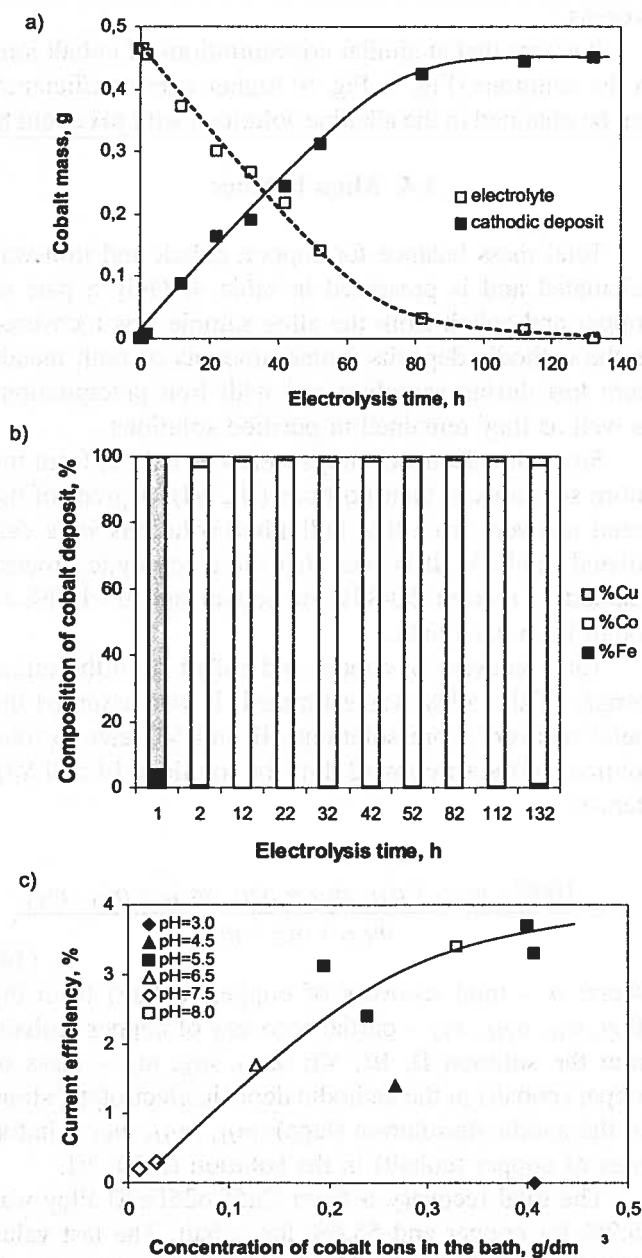 a)
0,5
0,4
0,3
0,2
0,1
0
Cobalt mass, g
electrolyte
cathodic deposit
0 20 40 60 80 100 120 140
Electrolysis time, h
b)
100
80
60
40
20
0
Composition of cobalt deposit, %
%Cu
%Co
%Fe
1 2 12 22 32 42 52 82 112 132
Electrolysis time, h
c)
4
3
2
1
0
Current efficiency, %
pH=3.0
pH=4.5
pH=5.5
pH=6.5
pH=7.5
pH=8.0
0 0,1 0,2 0,3 0,4 0,5
Concentration of cobalt ions in the bath, g/dm3